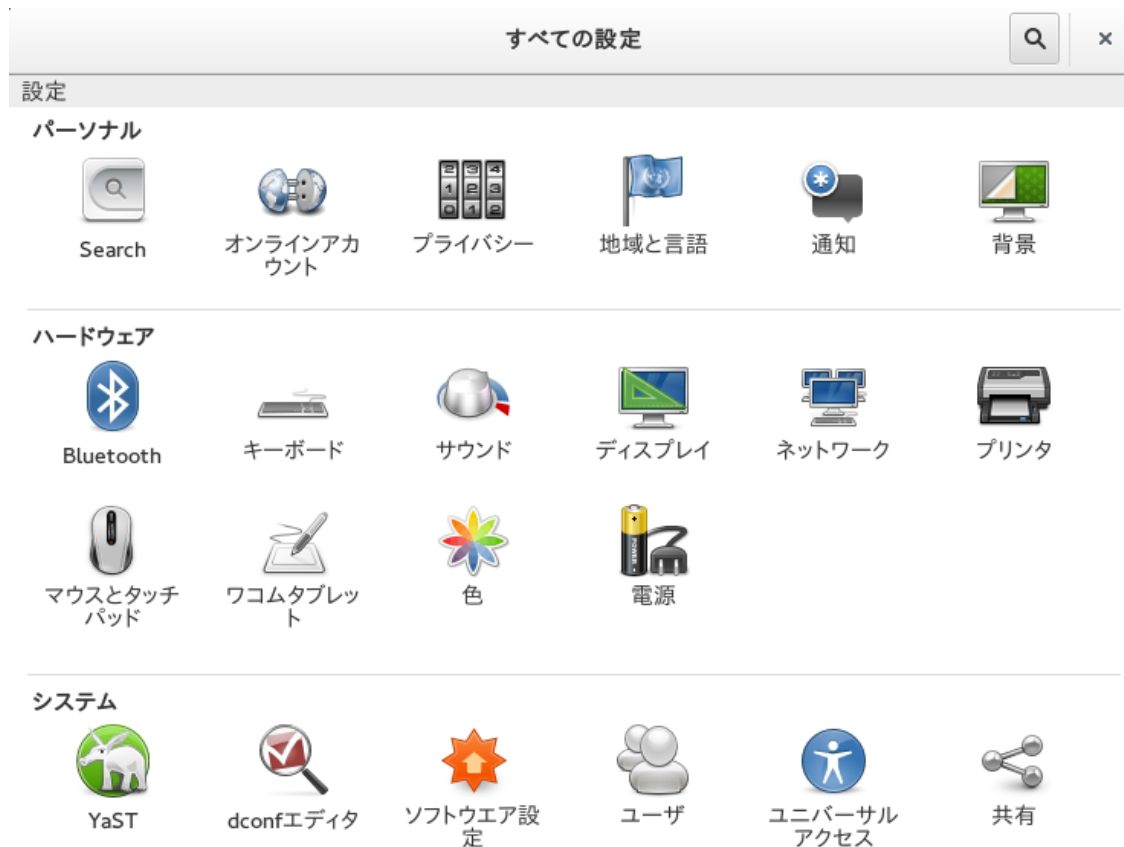 すべての設定
設定
パーソナル
Search
オンラインアカ
ウント
プライバシー
地域と言語
通知
背景
ハードウェア
Bluetooth
キーボード
サウンド
ディスプレイ
ネットワーク
プリンタ
マウスとタッチ
パッド
ワコムタブレッ
ト
色
電源
システム
YaST
dconfエディタ
ソフトウエア設
定
ユーザ
ユニバーサル
アクセス
共有